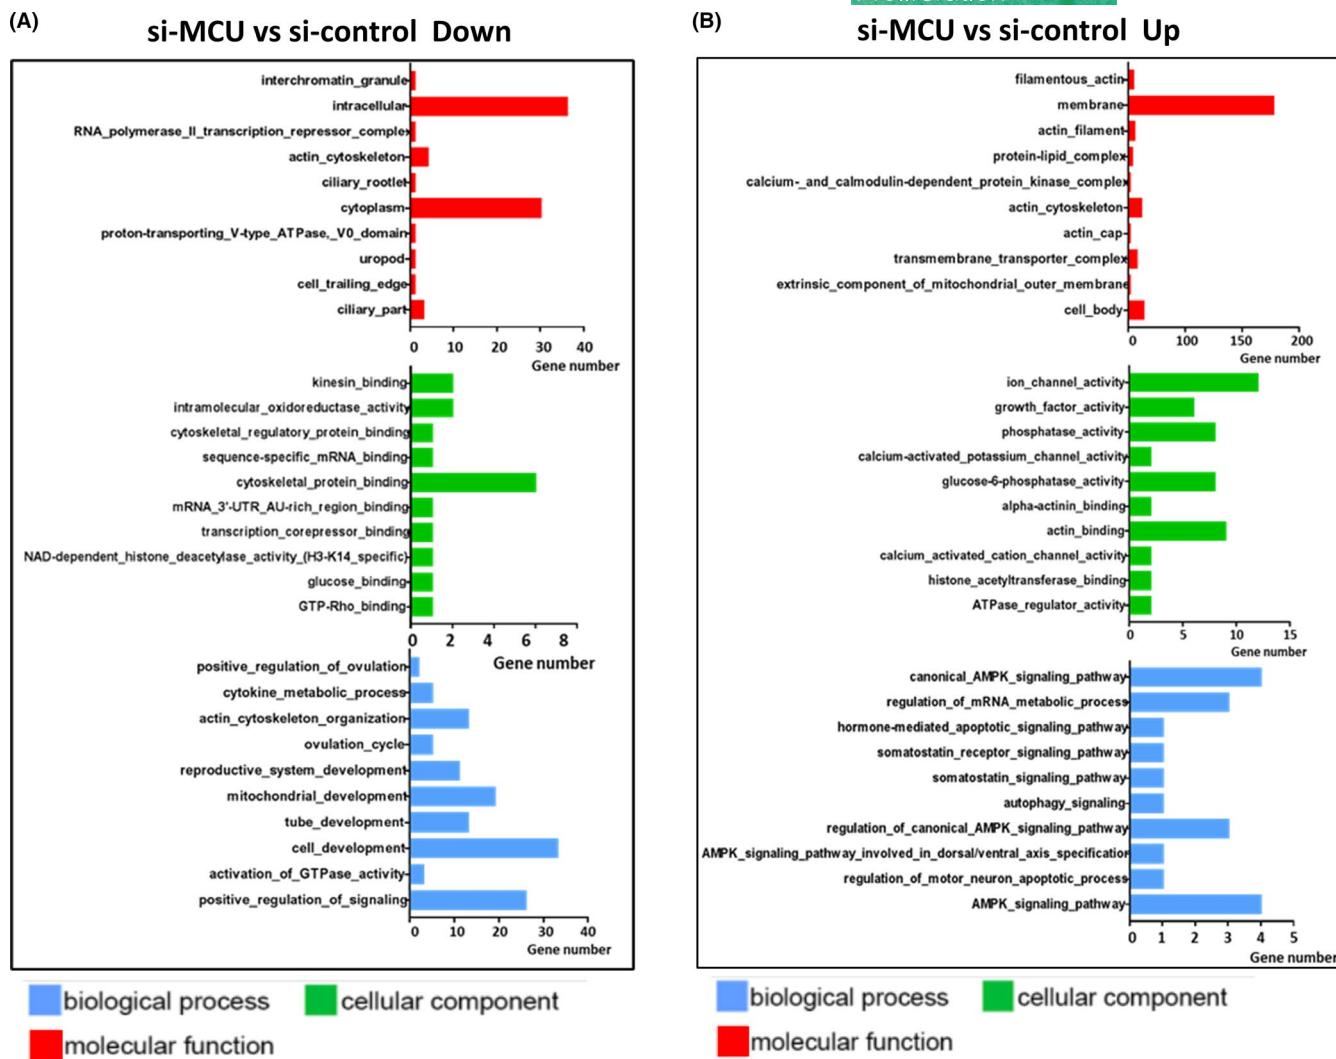 (A)
si-MCU vs si-control Down
interchromatin_granule
intracellular
RNA_polymerase_II_transcription_repressor_complex
actin_cytoskeleton
ciliary_rootlet
cytoplasm
proton-transporting_V-type_ATPase,_V0_domain
uropod
cell_trailing_edge
ciliary_part
0 10 20 30 40
Gene number
kinesin_binding
intramolecular_oxidoreductase_activity
cytoskeletal_regulatory_protein_binding
sequence-specific_mRNA_binding
cytoskeletal_protein_binding
mRNA_3'-UTR_AU-rich_region_binding
transcription_corepressor_binding
NAD-dependent_histone_deacetylase_activity_(H3-K14_specific)
glucose_binding
GTP-Rho_binding
0 2 4 6 8
Gene number
positive_regulation_of_ovulation
cytokine_metabolic_process
actin_cytoskeleton_organization
ovulation_cycle
reproductive_system_development
mitochondrial_development
tube_development
cell_development
activation_of_GTPase_activity
positive_regulation_of_signaling
0 10 20 30 40
Gene number
biological process
cellular component
molecular function
(B)
si-MCU vs si-control Up
filamentous_actin
membrane
actin_filament
protein-lipid_complex
calcium-_and_calmodulin-dependent_protein_kinase_complex
actin_cytoskeleton
actin_cap
transmembrane_transporter_complex
extrinsic_component_of_mitochondrial_outer_membrane
cell_body
0 100 150 200
Gene number
ion_channel_activity
growth_factor_activity
phosphatase_activity
calcium-activated_potassium_channel_activity
glucose-6-phosphatase_activity
alpha-actinin_binding
actin_binding
calcium_activated_cation_channel_activity
histone_acetyltransferase_binding
ATPase_regulator_activity
0 5 10 15
Gene number
canonical_AMPK_signaling_pathway
regulation_of_mRNA_metabolic_process
hormone-mediated_apoptotic_signaling_pathway
somatostatin_receptor_signaling_pathway
somatostatin_signaling_pathway
autophagy_signaling
regulation_of_canonical_AMPK_signaling_pathway
AMPK_signaling_pathway_involved_in_dorsal/ventral_axis_specification
regulation_of_motor_neuron_apoptotic_process
AMPK_signaling_pathway
0 1 2 3 4 5
Gene number
biological process
cellular component
molecular function